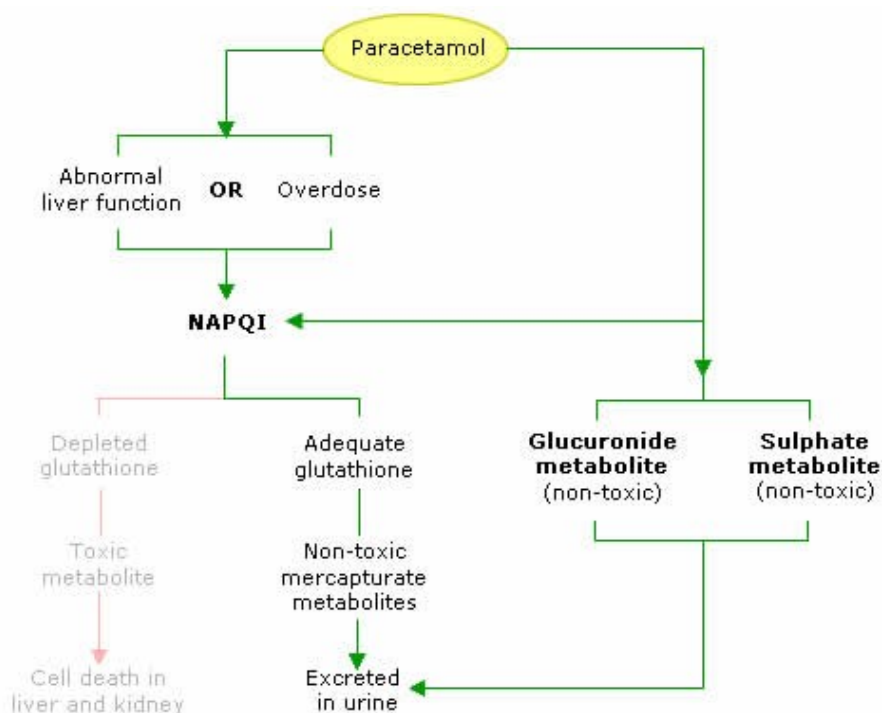 Paracetamol
Abnormal
liver function
OR
Overdose
NAPQI
Depleted
glutathione
Adequate
glutathione
Glucuronide
metabolite
(non-toxic)
Sulphate
metabolite
(non-toxic)
Toxic
metabolite
Non-toxic
mercapturate
metabolites
Cell death in
liver and kidney
Excreted
in urine